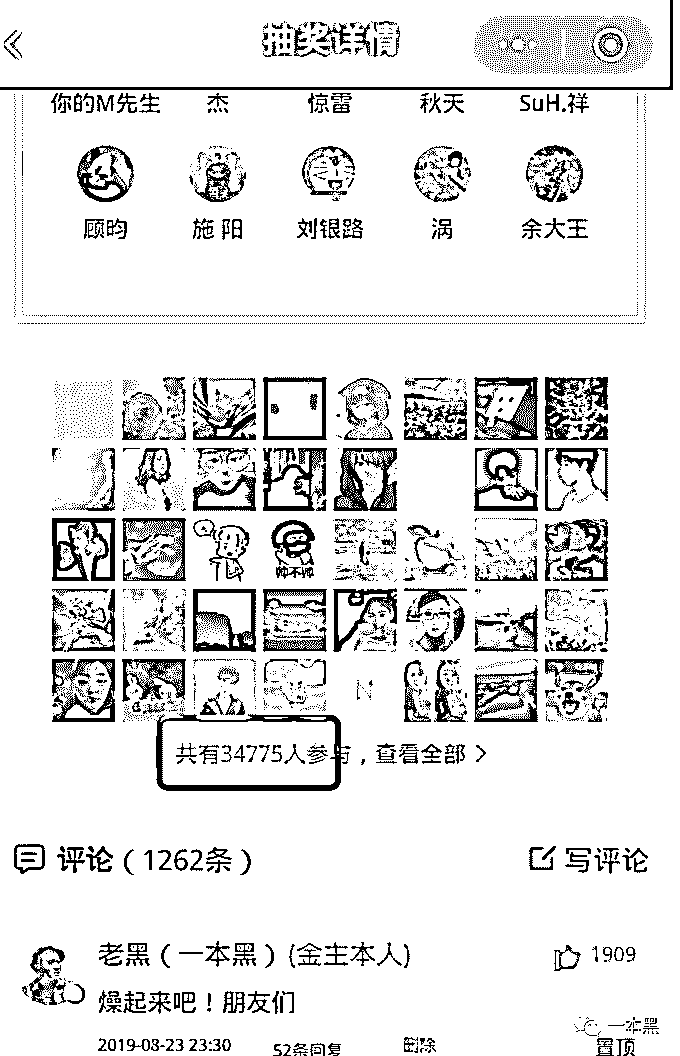 抽奖详情
你的M先生 杰 惊雷 秋天 SuH.祥
顾昀 施 阳 刘银路 涡 余大王
帅不帅
N
共有34775人参与，查看全部 >
评论（1262条） 写评论
老黑（一本黑）(金主本人) 1909
燥起来吧！朋友们
一本黑
2019-08-23 23:30 52条回复 删除 置顶